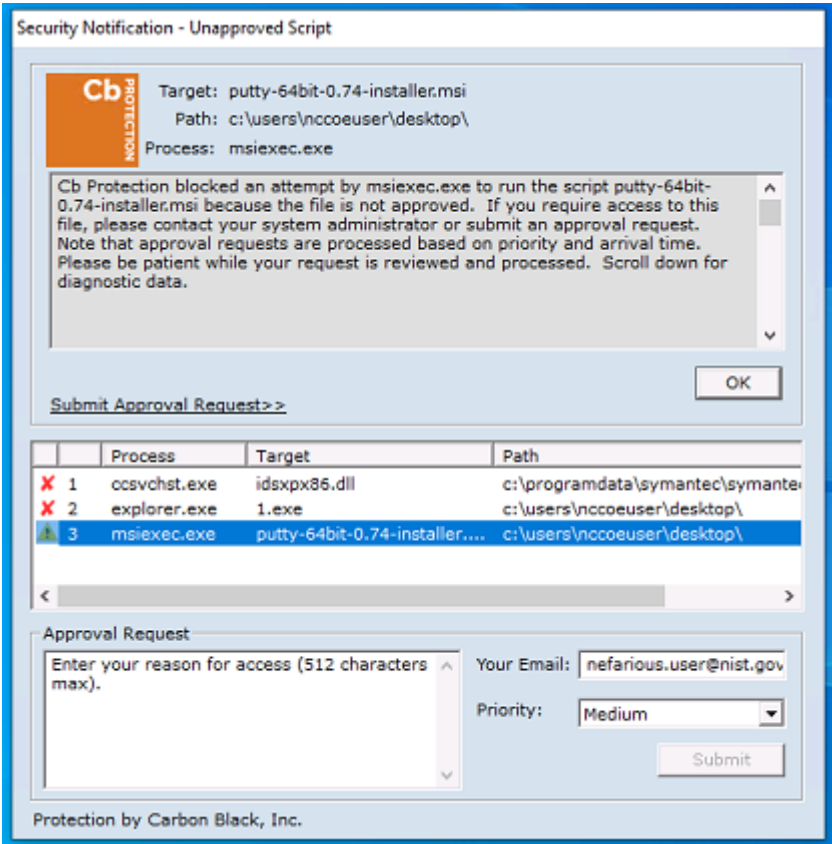 Security Notification - Unapproved Script
Cb PROTECTION
Target: putty-64bit-0.74-installer.msi
Path: c:\users\nccoeuser\desktop\
Process: msiexec.exe
Cb Protection blocked an attempt by msiexec.exe to run the script putty-64bit-
0.74-installer.msi because the file is not approved.  If you require access to this
file, please contact your system administrator or submit an approval request.
Note that approval requests are processed based on priority and arrival time.
Please be patient while your request is reviewed and processed.  Scroll down for
diagnostic data.
OK
Submit Approval Request>>
Process Target Path
1 ccsvchst.exe idsxpx86.dll c:\programdata\symantec\symante
2 explorer.exe 1.exe c:\users\nccoeuser\desktop\
3 msiexec.exe putty-64bit-0.74-installer.... c:\users\nccoeuser\desktop\
Approval Request
Enter your reason for access (512 characters
max).
Your Email: nefarious.user@nist.gov
Priority: Medium
Submit
Protection by Carbon Black, Inc.